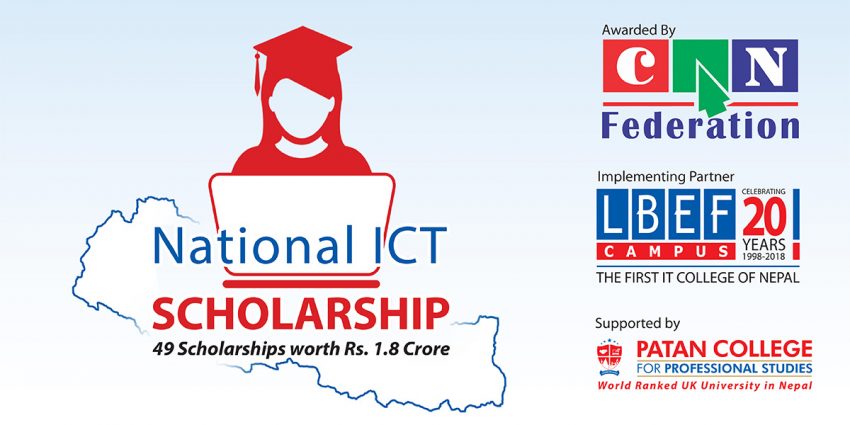 National ICT
SCHOLARSHIP
49 Scholarships worth Rs. 1.8 Crore
Awarded By
CAN
Federation
Implementing Partner
LBEF
CAMPUS
CELEBRATING
20
YEARS
1998-2018
THE FIRST IT COLLEGE OF NEPAL
Supported by
PATAN COLLEGE
FOR PROFESSIONAL STUDIES
World Ranked UK University in Nepal